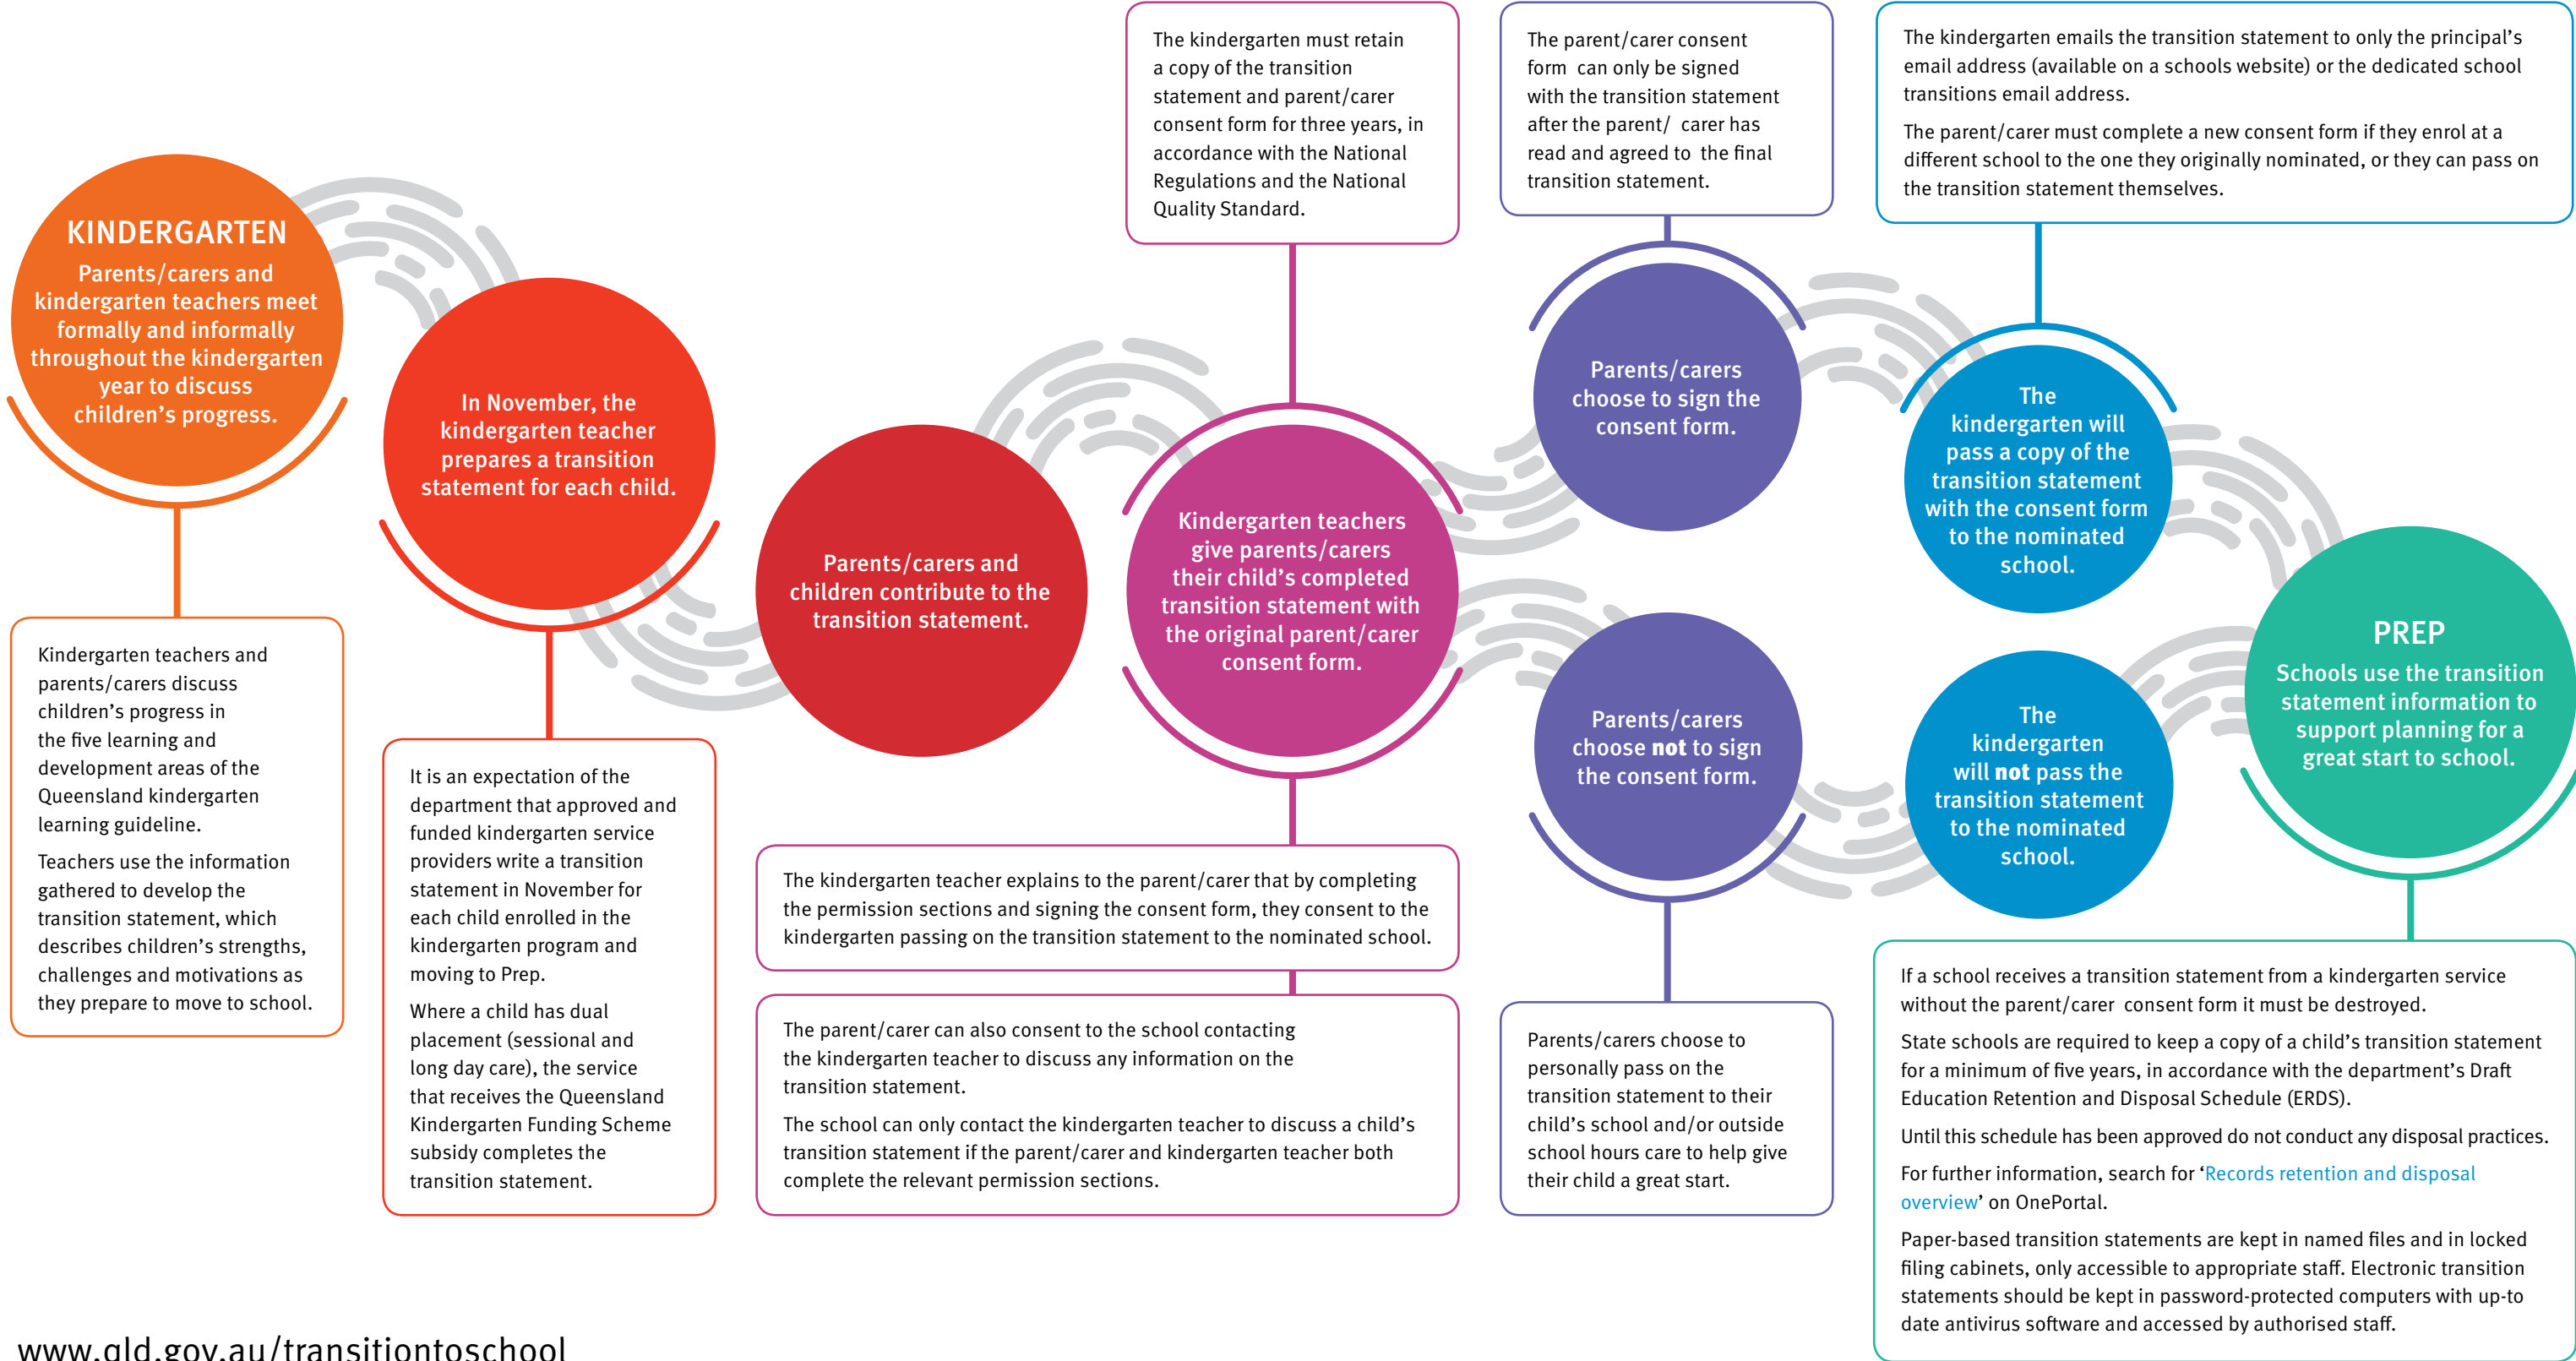 KINDERGARTEN
Parents/carers and
kindergarten teachers meet
formally and informally
throughout the kindergarten
year to discuss
children's progress.
Kindergarten teachers and
parents/carers discuss
children's progress in
the five learning and
development areas of the
Queensland kindergarten
learning guideline.
Teachers use the information
gathered to develop the
transition statement, which
describes children's strengths,
challenges and motivations as
they prepare to move to school.
In November, the
kindergarten teacher
prepares a transition
statement for each child.
It is an expectation of the
department that approved and
funded kindergarten service
providers write a transition
statement in November for
each child enrolled in the
kindergarten program and
moving to Prep.
Where a child has dual
placement (sessional and
long day care), the service
that receives the Queensland
Kindergarten Funding Scheme
subsidy completes the
transition statement.
Parents/carers and
children contribute to the
transition statement.
The kindergarten must retain
a copy of the transition
statement and parent/carer
consent form for three years, in
accordance with the National
Regulations and the National
Quality Standard.
Kindergarten teachers
give parents/carers
their child's completed
transition statement with
the original parent/carer
consent form.
The kindergarten teacher explains to the parent/carer that by completing
the permission sections and signing the consent form, they consent to the
kindergarten passing on the transition statement to the nominated school.
The parent/carer can also consent to the school contacting
the kindergarten teacher to discuss any information on the
transition statement.
The school can only contact the kindergarten teacher to discuss a child's
transition statement if the parent/carer and kindergarten teacher both
complete the relevant permission sections.
The parent/carer consent
form can only be signed
with the transition statement
after the parent/ carer has
read and agreed to the final
transition statement.
Parents/carers
choose to sign the
consent form.
Parents/carers
choose not to sign
the consent form.
Parents/carers choose to
personally pass on the
transition statement to their
child's school and/or outside
school hours care to help give
their child a great start.
The kindergarten emails the transition statement to only the principal's
email address (available on a schools website) or the dedicated school
transitions email address.
The parent/carer must complete a new consent form if they enrol at a
different school to the one they originally nominated, or they can pass on
the transition statement themselves.
The
kindergarten will
pass a copy of the
transition statement
with the consent form
to the nominated
school.
The
kindergarten
will not pass the
transition statement
to the nominated
school.
PREP
Schools use the transition
statement information to
support planning for a
great start to school.
If a school receives a transition statement from a kindergarten service
without the parent/carer consent form it must be destroyed.
State schools are required to keep a copy of a child's transition statement
for a minimum of five years, in accordance with the department's Draft
Education Retention and Disposal Schedule (ERDS).
Until this schedule has been approved do not conduct any disposal practices.
For further information, search for ‘Records retention and disposal
overview’ on OnePortal.
Paper-based transition statements are kept in named files and in locked
filing cabinets, only accessible to appropriate staff. Electronic transition
statements should be kept in password-protected computers with up-to
date antivirus software and accessed by authorised staff.
www.qld.gov.au/transitiontoschool